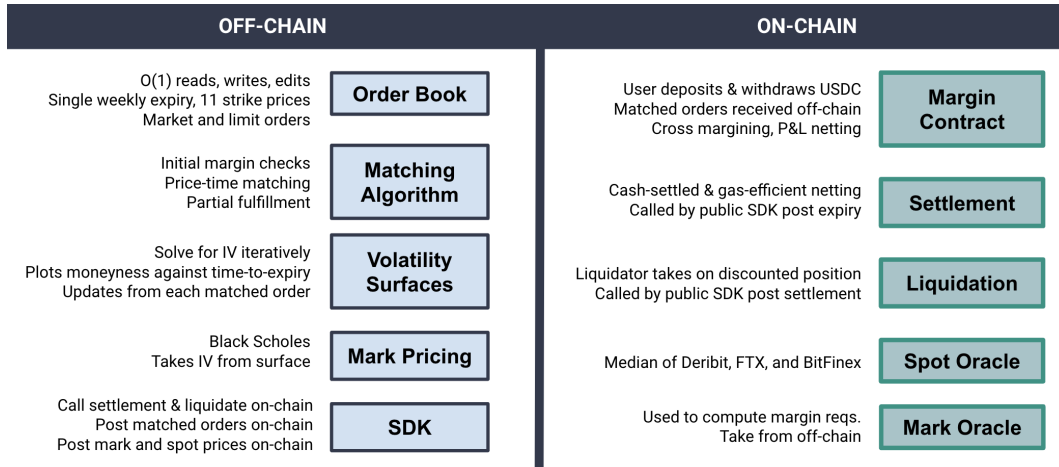 OFF-CHAIN
O(1) reads, writes, edits
Single weekly expiry, 11 strike prices
Market and limit orders
Order Book
Initial margin checks
Price-time matching
Partial fulfillment
Matching
Algorithm
Solve for IV iteratively
Plots moneyness against time-to-expiry
Updates from each matched order
Volatility
Surfaces
Black Scholes
Takes IV from surface
Mark Pricing
Call settlement & liquidate on-chain
Post matched orders on-chain
Post mark and spot prices on-chain
SDK
ON-CHAIN
User deposits & withdraws USDC
Matched orders received off-chain
Cross margining, P&L netting
Margin
Contract
Cash-settled & gas-efficient netting
Called by public SDK post expiry
Settlement
Liquidator takes on discounted position
Called by public SDK post settlement
Liquidation
Median of Deribit, FTX, and BitFinex
Spot Oracle
Used to compute margin reqs.
Take from off-chain
Mark Oracle